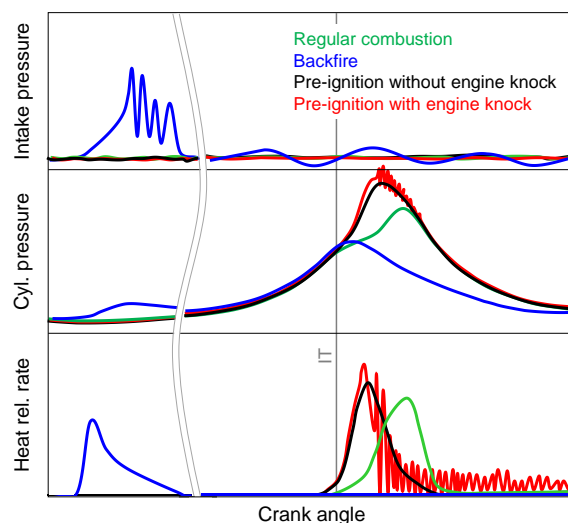 Regular combustion
Backfire
Pre-ignition without engine knock
Pre-ignition with engine knock
Intake pressure
Cyl. pressure
Heat rel. rate
IT
Crank angle